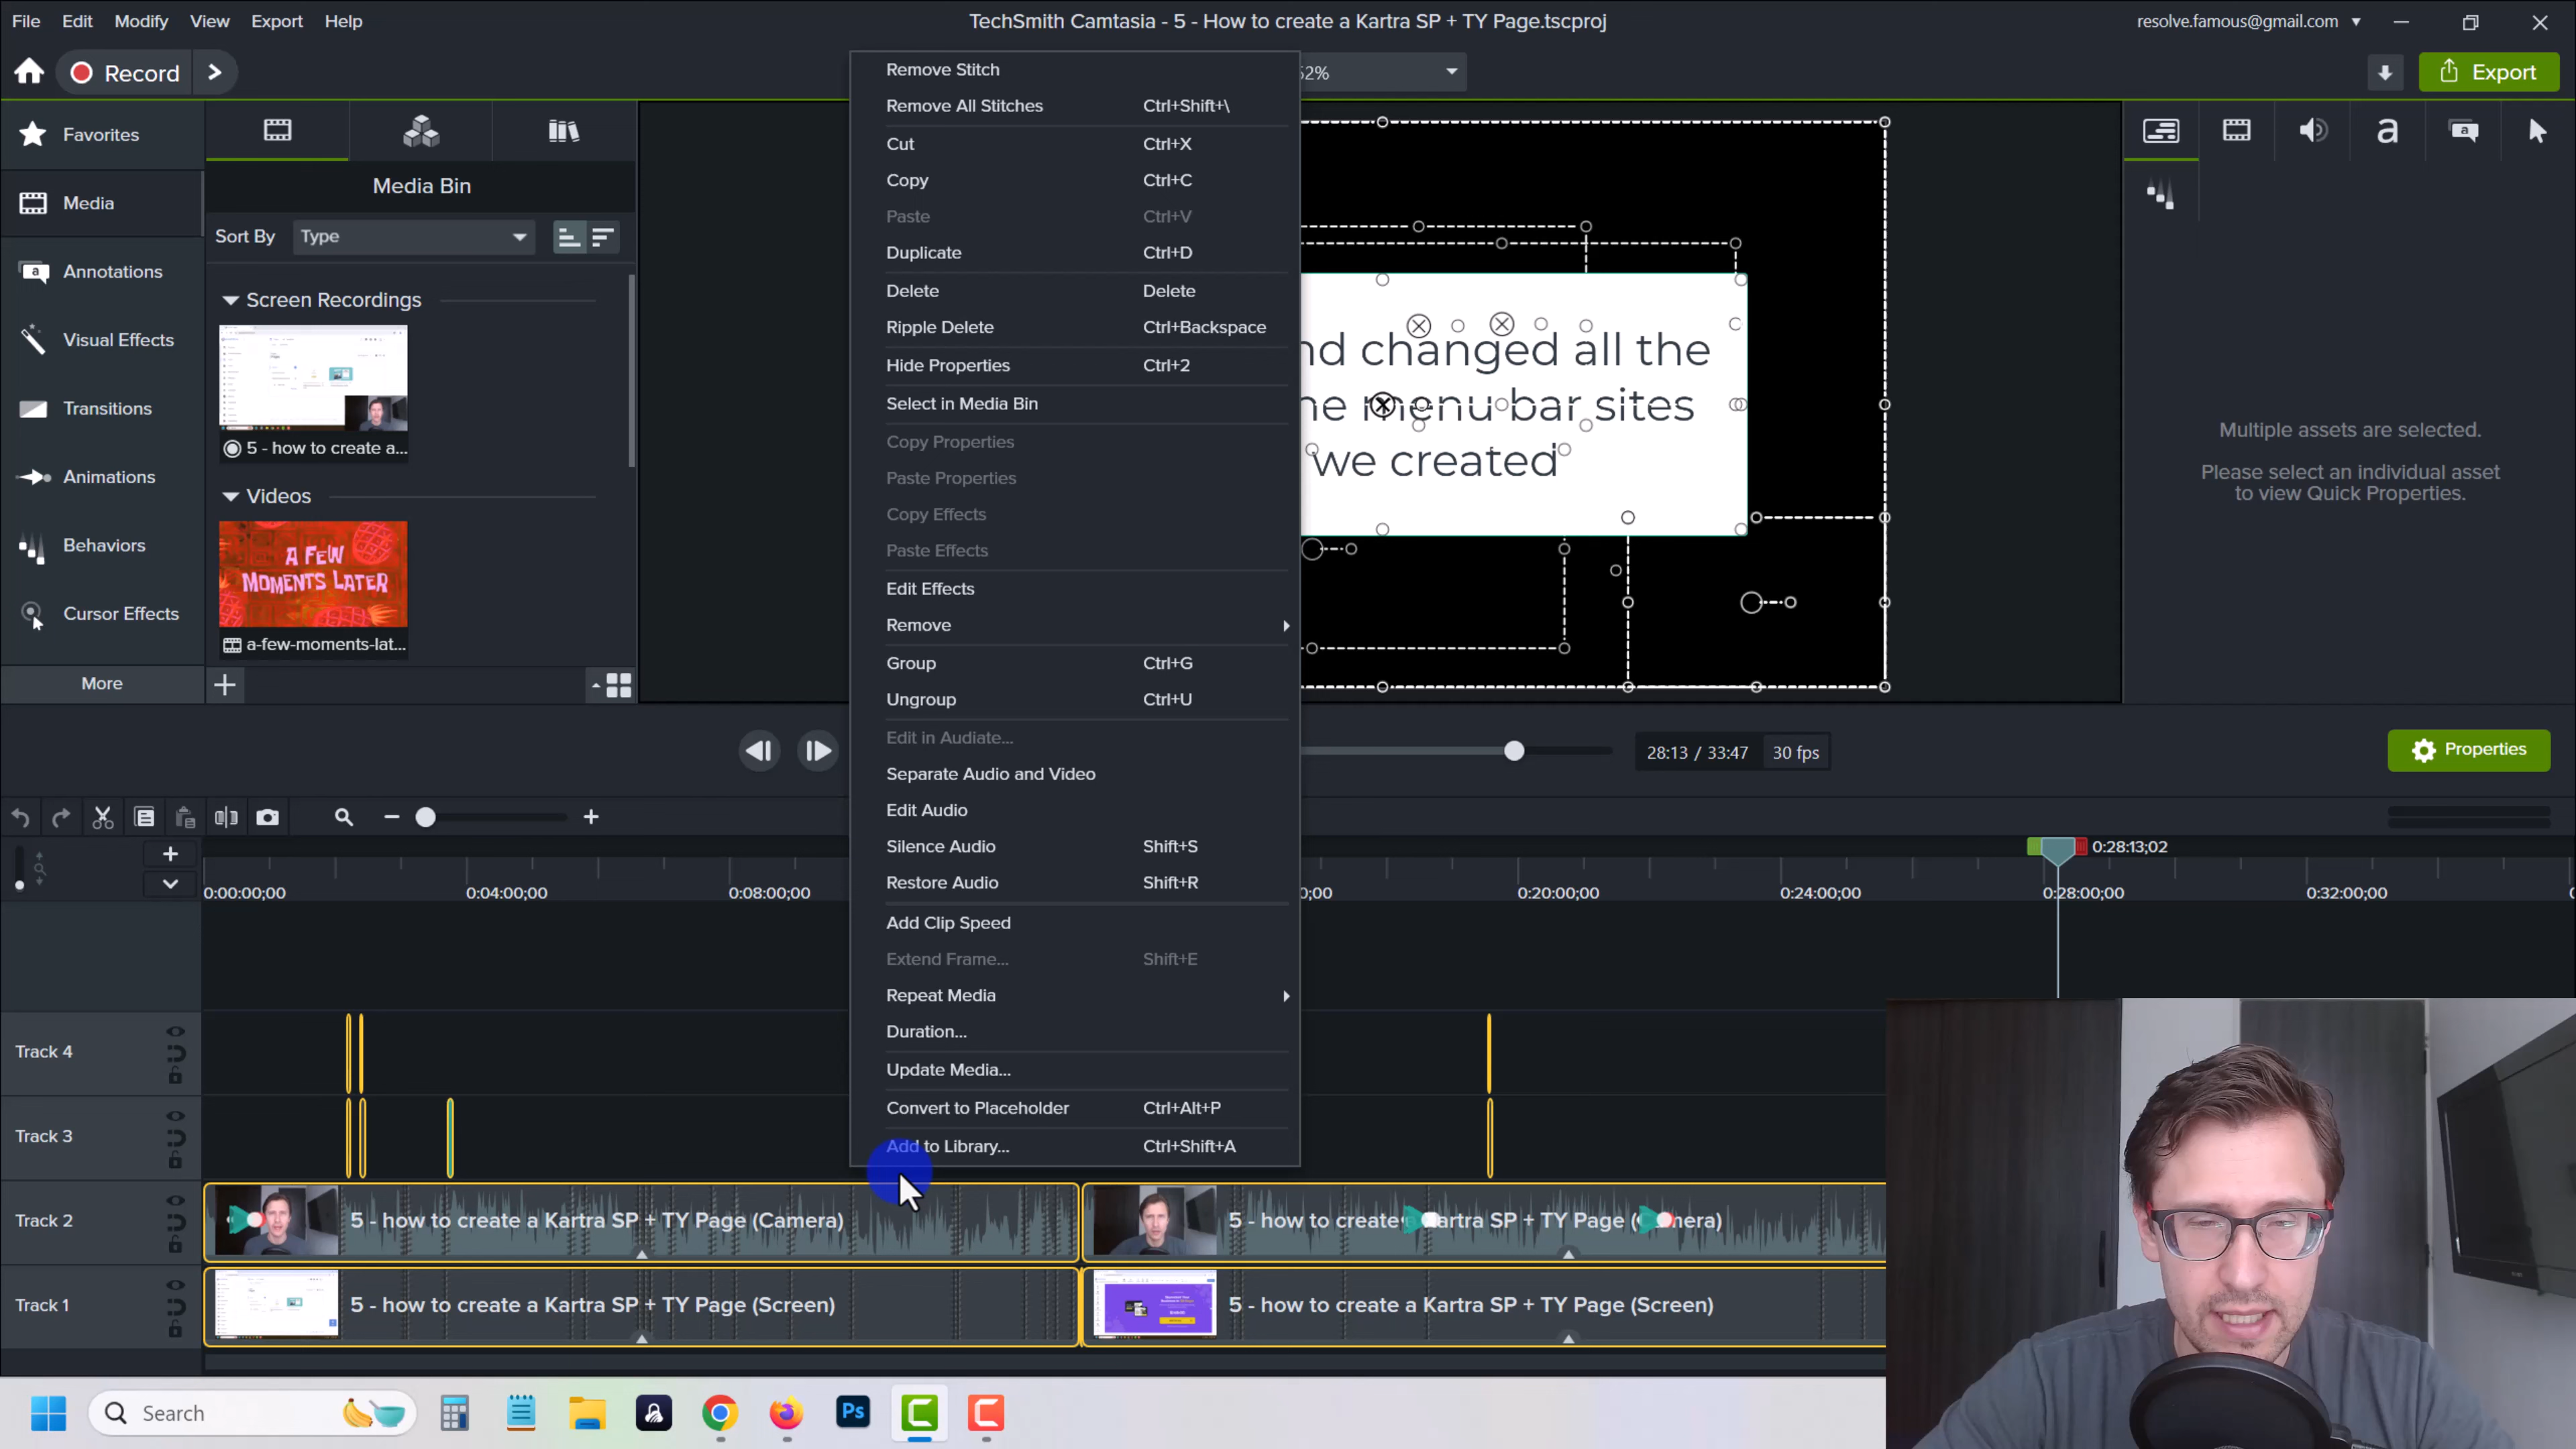 File Edit Modify View Export Help
TechSmith Camtasia - 5 - How to create a Kartra SP + TY Page.tscproj
resolve.famous@gmail.com
Record
Export
Favorites
Media
Annotations
Visual Effects
Transitions
Animations
Behaviors
Cursor Effects
More
Media Bin
Sort By Type
Screen Recordings
5 - how to create a...
Videos
A FEW
MOMENTS LATER
a-few-moments-lat...
Remove Stitch
Remove All Stitches Ctrl+Shift+\
Cut Ctrl+X
Copy Ctrl+C
Paste Ctrl+V
Duplicate Ctrl+D
Delete Delete
Ripple Delete Ctrl+Backspace
Hide Properties Ctrl+2
Select in Media Bin
Copy Properties
Paste Properties
Copy Effects
Paste Effects
Edit Effects
Remove
Group Ctrl+G
Ungroup Ctrl+U
Edit in Audiate...
Separate Audio and Video
Edit Audio
Silence Audio Shift+S
Restore Audio Shift+R
Add Clip Speed
Extend Frame... Shift+E
Repeat Media
Duration...
Update Media...
Convert to Placeholder Ctrl+Alt+P
Add to Library... Ctrl+Shift+A
changed all the
menu bar sites
we created
Multiple assets are selected.
Please select an individual asset
to view Quick Properties.
28:13 / 33:47 30 fps
Properties
0:28:13;02
0:00:00;00 0:04:00;00 0:08:00;00 0:20:00;00 0:24:00;00 0:28:00;00 0:32:00;00
Track 4
Track 3
Track 2
5 - how to create a Kartra SP + TY Page (Camera)
5 - how to create Kartra SP + TY Page (Camera)
Track 1
5 - how to create a Kartra SP + TY Page (Screen)
5 - how to create a Kartra SP + TY Page (Screen)
Search
Ps